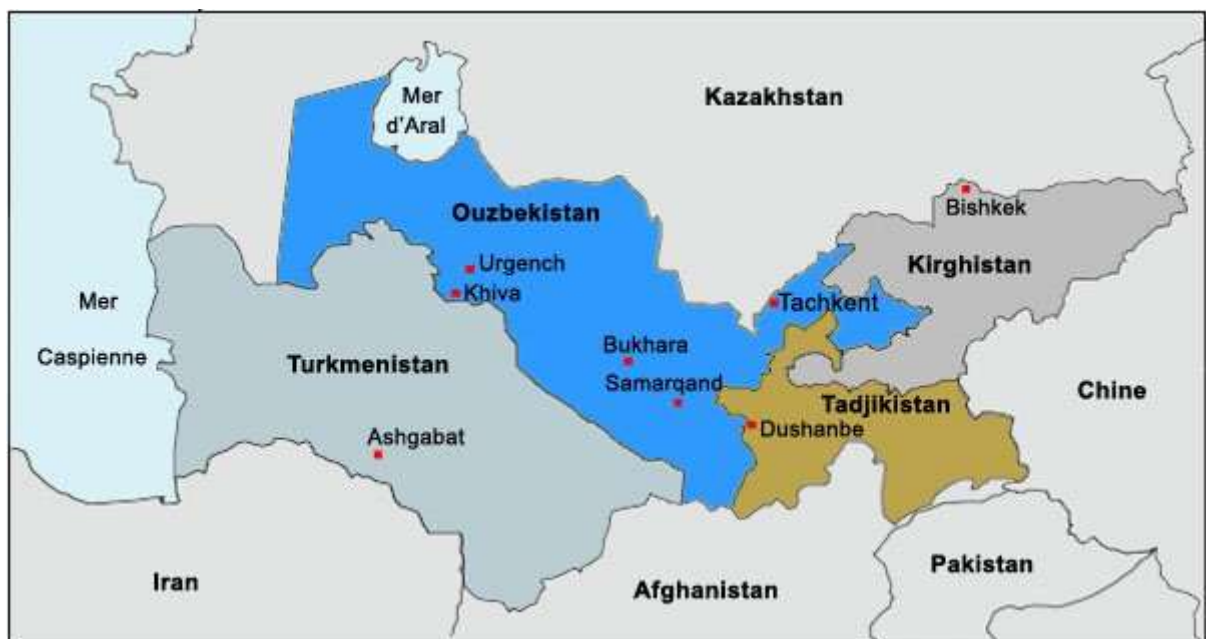 Mer
d'Aral
Kazakhstan
Bishkek
Ouzbekistan
Kirghistan
Urgench
Khiva
Mer
Caspienne
Tachkent
Bukhara
Turkmenistan
Samarqand
Chine
Tadjikistan
Dushanbe
Ashgabat
Iran
Afghanistan
Pakistan